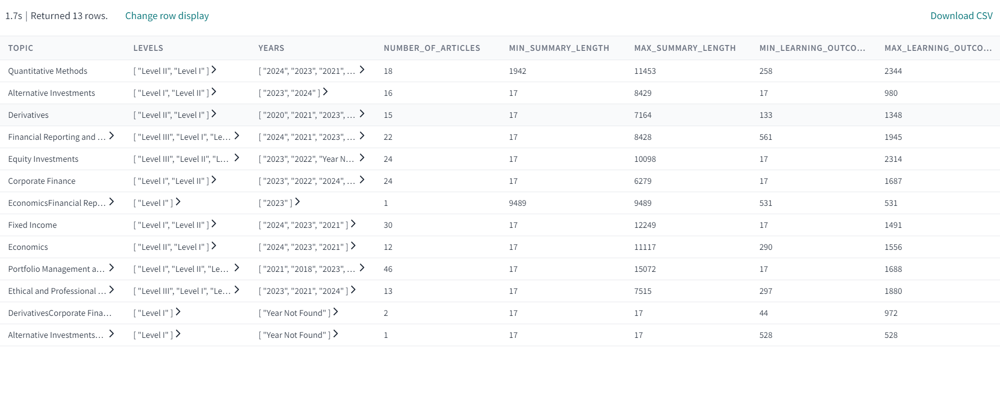 1.7s | Returned 13 rows. Change row display Download CSV
TOPIC LEVELS YEARS NUMBER_OF_ARTICLES MIN_SUMMARY_LENGTH MAX_SUMMARY_LENGTH MIN_LEARNING_OUTCO... MAX_LEARNING_OUTCO...
Quantitative Methods [ "Level II", "Level I" ] [ "2024", "2023", "2021", ... 18 1942 11453 258 2344
Alternative Investments [ "Level I", "Level II" ] [ "2023", "2024" ] 16 17 8429 17 980
Derivatives [ "Level II", "Level I" ] [ "2020", "2021", "2023", ... 15 17 7164 133 1348
Financial Reporting and ... [ "Level III", "Level I", "Le... [ "2024", "2021", "2023", ... 22 17 8428 561 1945
Equity Investments [ "Level III", "Level II", "L... [ "2023", "2022", "Year N... 24 17 10098 17 2314
Corporate Finance [ "Level I", "Level II" ] [ "2023", "2022", "2024", ... 24 17 6279 17 1687
EconomicsFinancial Rep... [ "Level I" ] [ "2023" ] 1 9489 9489 531 531
Fixed Income [ "Level I", "Level II" ] [ "2024", "2023", "2021" ] 30 17 12249 17 1491
Economics [ "Level II", "Level I" ] [ "2024", "2023", "2021" ] 12 17 11117 290 1556
Portfolio Management a... [ "Level I", "Level II", "Le... [ "2021", "2018", "2023", ... 46 17 15072 17 1688
Ethical and Professional ... [ "Level III", "Level I", "Le... [ "2023", "2021", "2024" ] 13 17 7515 297 1880
DerivativesCorporate Fina... [ "Level I" ] [ "Year Not Found" ] 2 17 17 44 972
Alternative Investments... [ "Level I" ] [ "Year Not Found" ] 1 17 17 528 528